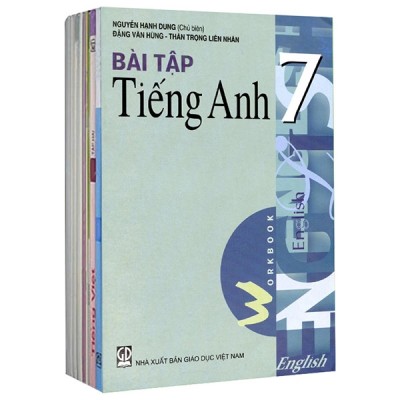 NGUYỄN HẠNH DUNG (Chủ biên)
ĐẶNG VĂN HÙNG - THÂN TRỌNG LIÊN NHÂN
BÀI TẬP
Tiếng Anh 7
WORKBOOK
English
ENGLISH
English
GD
NHÀ XUẤT BẢN GIÁO DỤC VIỆT NAM